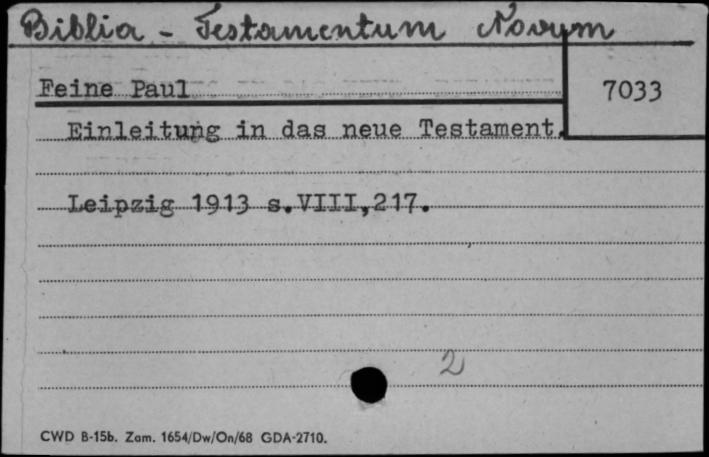 Biblia - Testamentum Novum
Feine Paul
7033
Einleitung in das neue Testament.
Leipzig 1913 s.VIII,217.
2
CWD B-15b. Zam. 1654/Dw/On/68 GDA-2710.